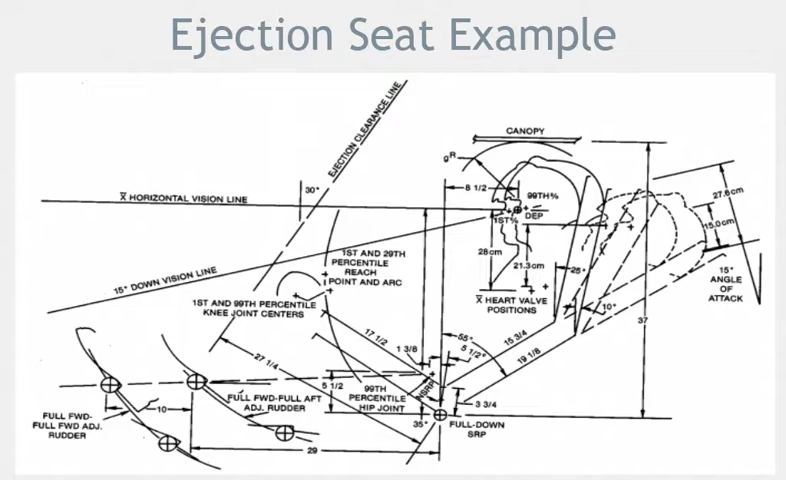 Ejection Seat Example
CANOPY
EJECTION CLEARANCE LINE
30°
X̅ HORIZONTAL VISION LINE
8 1/2
99TH%
DEP
1ST%
27.6cm
15.0cm
15° DOWN VISION LINE
1ST AND 29TH
PERCENTILE
REACH
POINT AND ARC
28cm
21.3cm
25°
15°
ANGLE
OF
ATTACK
X̅ HEART VALVE
POSITIONS
1ST AND 99TH PERCENTILE
KNEE JOINT CENTERS
10°
37
17 1/2
1 3/8
55°
5 1/2°
15 3/4
19 1/8
27 1/4
5 1/2
99TH
PERCENTILE
HIP JOINT
NSRP
3 3/4
FULL FWD-FULL AFT
ADJ. RUDDER
10
FULL FWD-
FULL FWD ADJ.
RUDDER
35°
FULL-DOWN
SRP
29